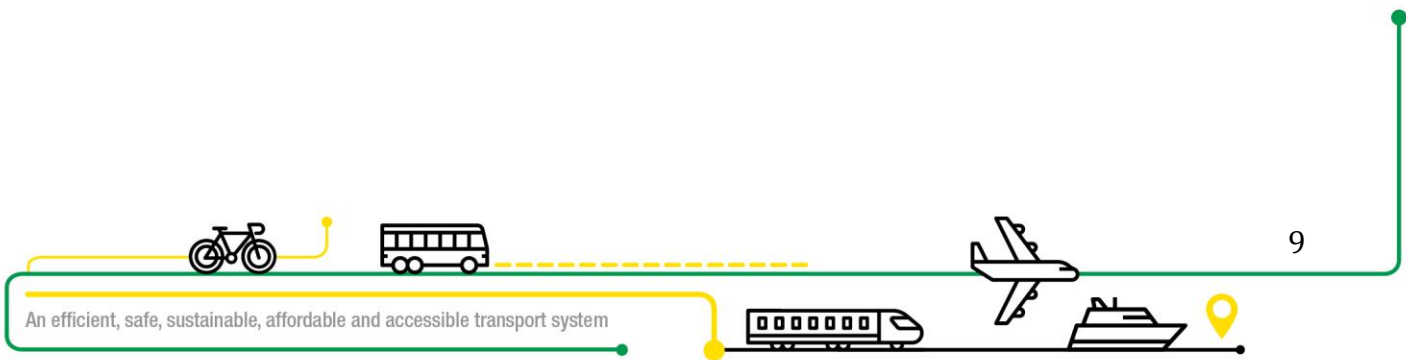 9
An efficient, safe, sustainable, affordable and accessible transport system